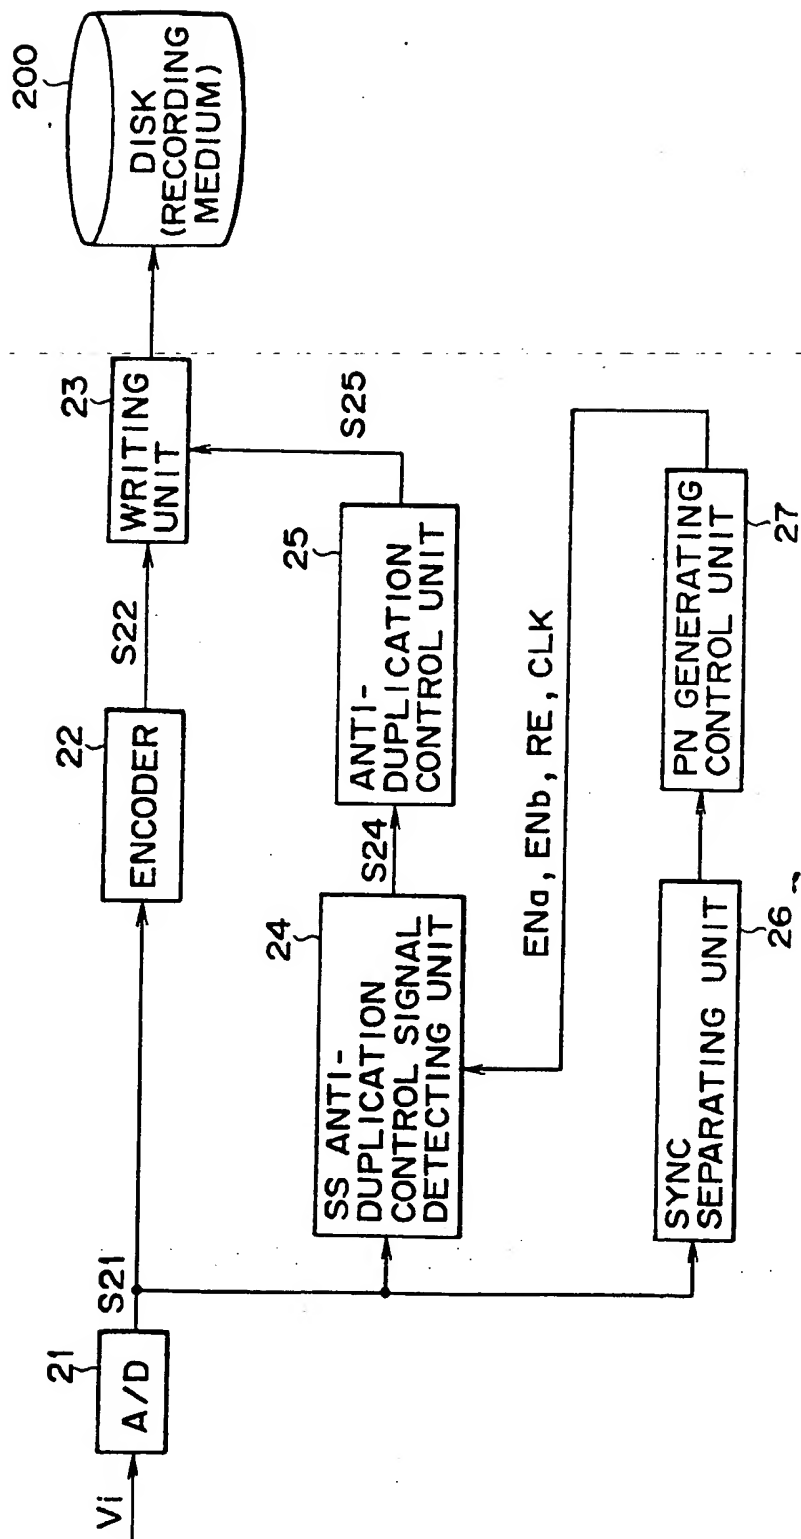 Vi
21
A/D
S21
22
ENCODER
S22
23
WRITING
UNIT
200
DISK
(RECORDING
MEDIUM)
24
SS ANTI-
DUPLICATION
CONTROL SIGNAL
DETECTING UNIT
S24
25
ANTI-
DUPLICATION
CONTROL UNIT
S25
ENa, ENb, RE, CLK
SYNC
SEPARATING UNIT
26
PN GENERATING
CONTROL UNIT
27